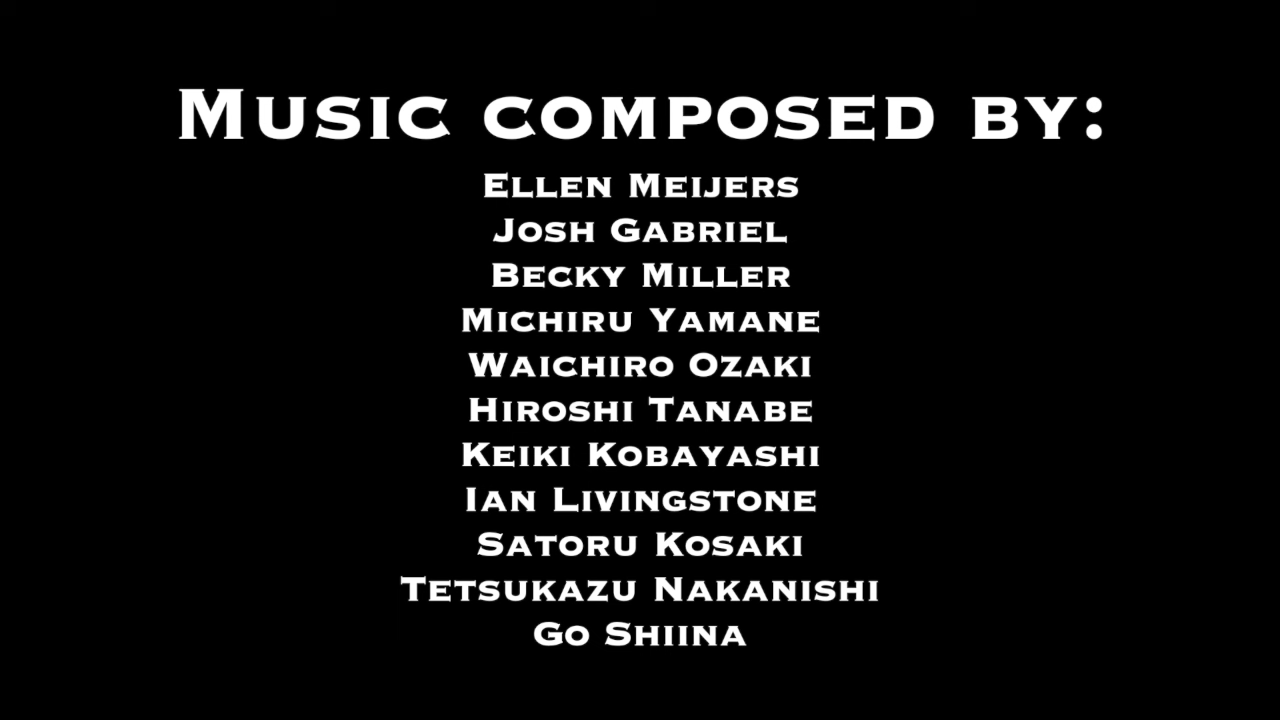 Music composed by:
Ellen Meijers
Josh Gabriel
Becky Miller
Michiru Yamane
Waichiro Ozaki
Hiroshi Tanabe
Keiki Kobayashi
Ian Livingstone
Satoru Kosaki
Tetsukazu Nakanishi
Go Shiina